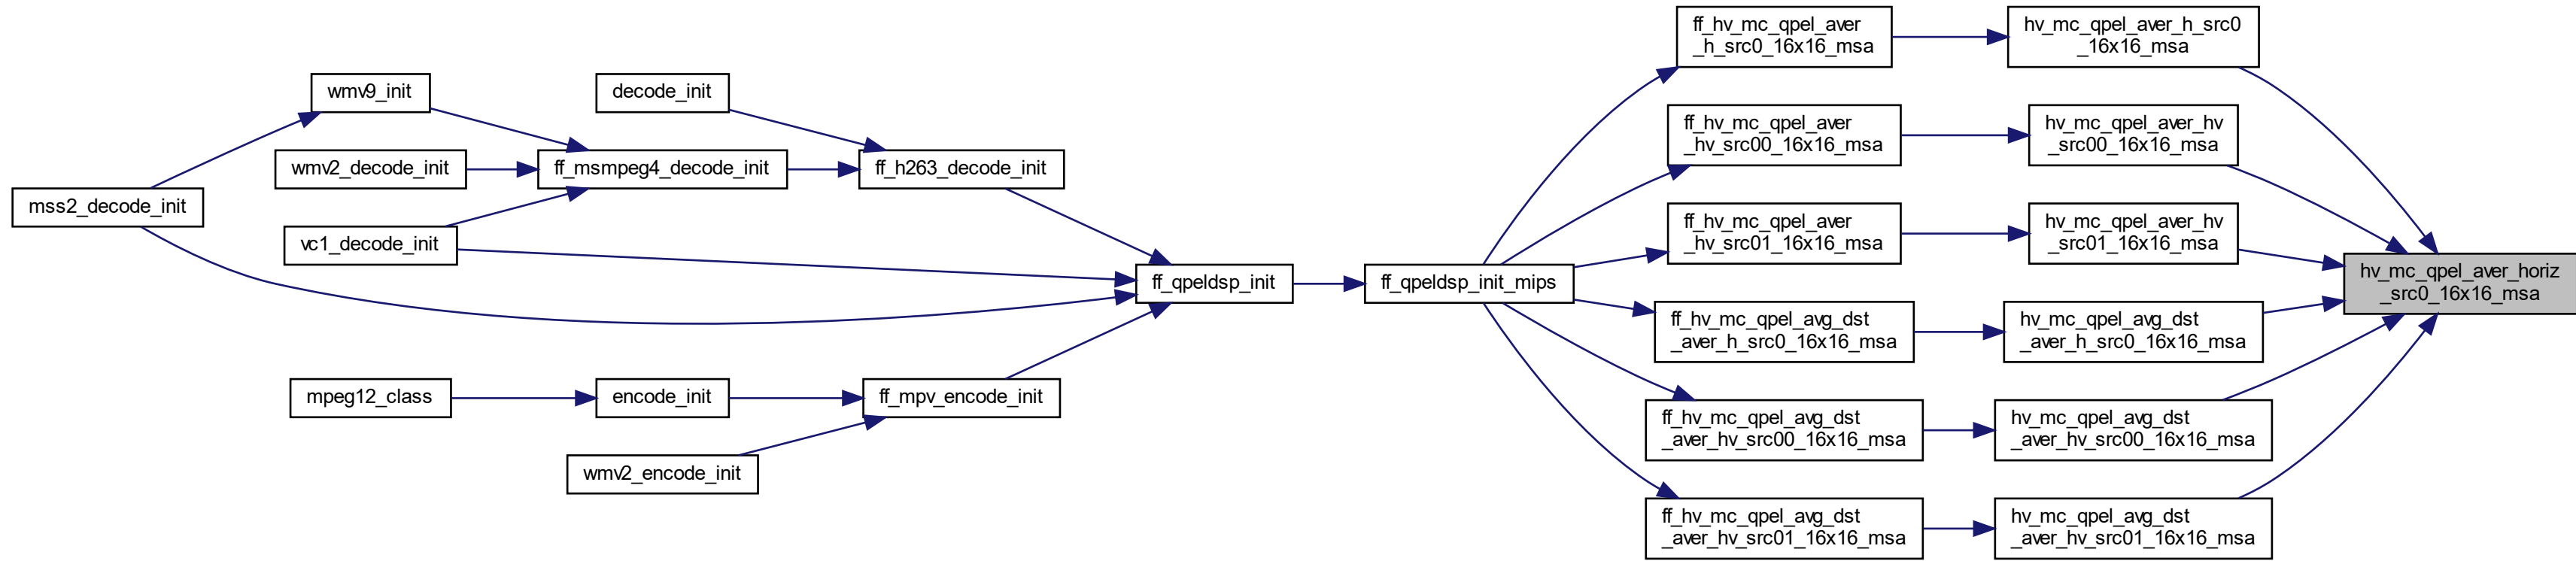 mss2_decode_init
wmv9_init
wmv2_decode_init
vc1_decode_init
mpeg12_class
decode_init
ff_msmpeg4_decode_init
encode_init
wmv2_encode_init
ff_h263_decode_init
ff_mpv_encode_init
ff_qpeldsp_init
ff_qpeldsp_init_mips
ff_hv_mc_qpel_aver
_h_src0_16x16_msa
ff_hv_mc_qpel_aver
_hv_src00_16x16_msa
ff_hv_mc_qpel_aver
_hv_src01_16x16_msa
ff_hv_mc_qpel_avg_dst
_aver_h_src0_16x16_msa
ff_hv_mc_qpel_avg_dst
_aver_hv_src00_16x16_msa
ff_hv_mc_qpel_avg_dst
_aver_hv_src01_16x16_msa
hv_mc_qpel_aver_h_src0
_16x16_msa
hv_mc_qpel_aver_hv
_src00_16x16_msa
hv_mc_qpel_aver_hv
_src01_16x16_msa
hv_mc_qpel_avg_dst
_aver_h_src0_16x16_msa
hv_mc_qpel_avg_dst
_aver_hv_src00_16x16_msa
hv_mc_qpel_avg_dst
_aver_hv_src01_16x16_msa
hv_mc_qpel_aver_horiz
_src0_16x16_msa